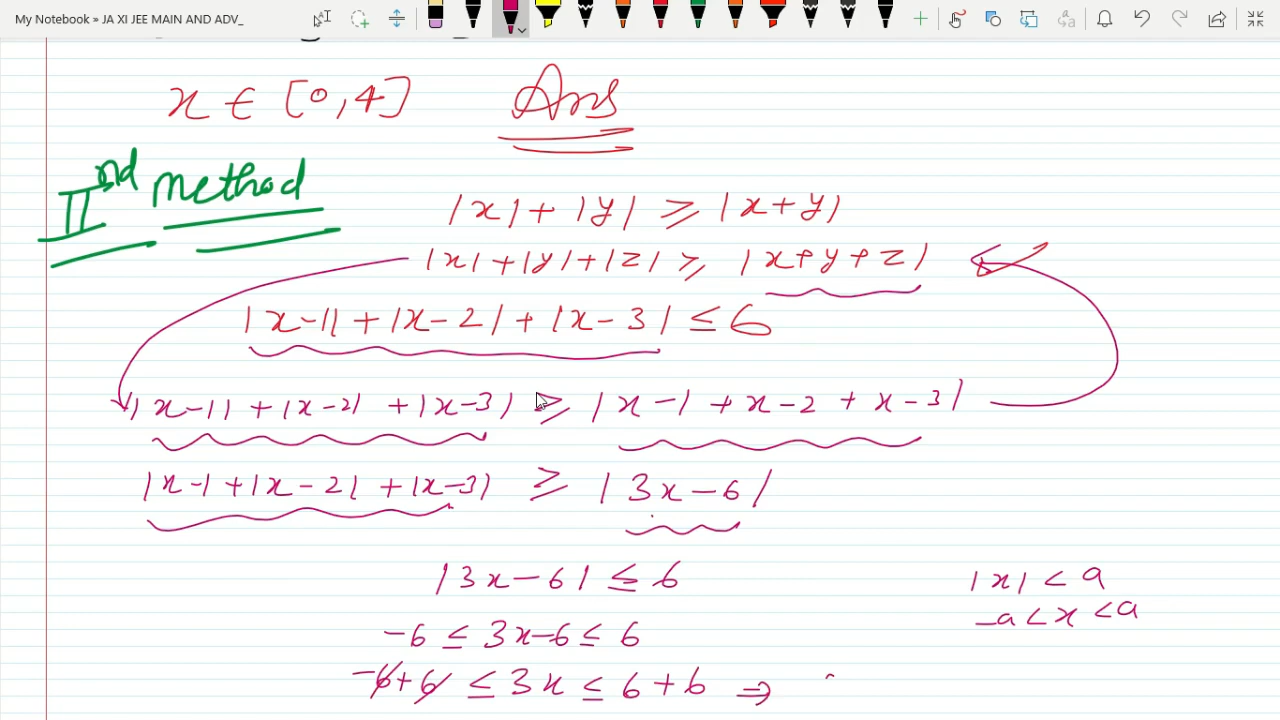 My Notebook » JA XI JEE MAIN AND ADV_
x ∈ [0,4] Ans
IInd method
|x| + |y| ≥ |x+y|
|x|+|y|+|z| ≥ |x+y+z|
|x-1|+|x-2|+|x-3| ≤ 6
|x-1| + |x-2| + |x-3| ≥ |x-1 + x-2 + x-3|
|x-1 + |x-2| + |x-3| ≥ |3x-6|
|3x-6| ≤ 6
|x| < a
-6 ≤ 3x-6 ≤ 6
-a < x < a
-6+6 ≤ 3x ≤ 6+6 ⇒